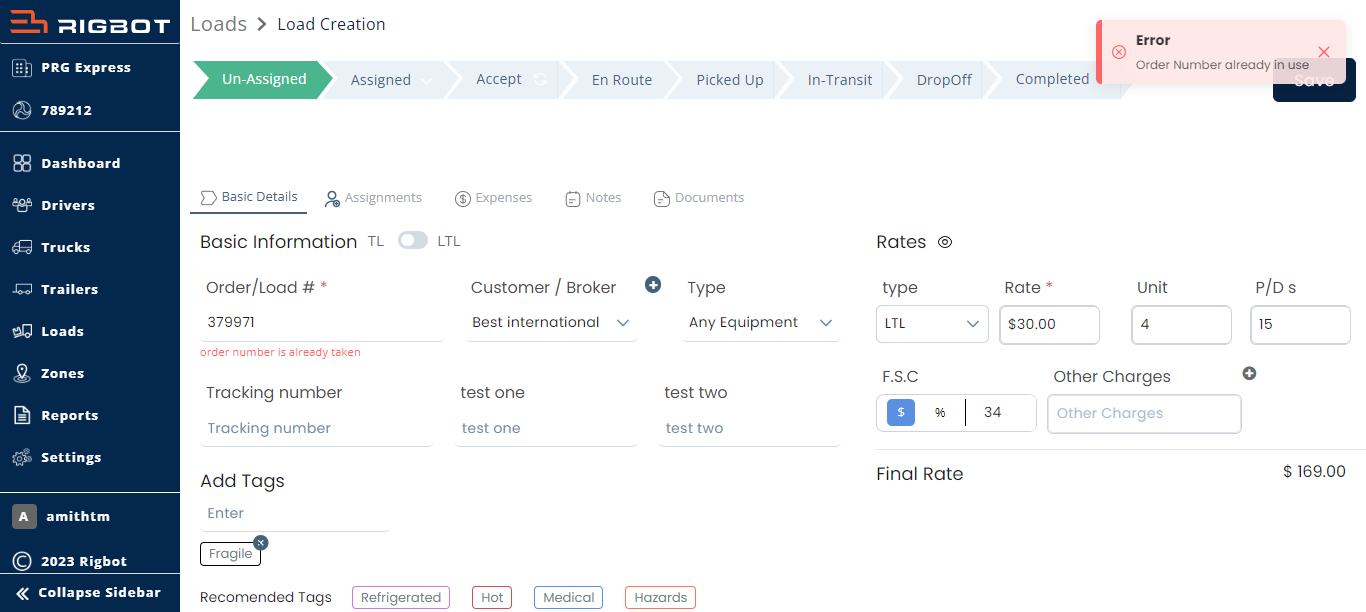 RIGBOT
PRG Express
789212
Dashboard
Drivers
Trucks
Trailers
Loads
Zones
Reports
Settings
A amithtm
2023 Rigbot
Collapse Sidebar
Loads > Load Creation
Error
Order Number already in use
Save
Un-Assigned Assigned Accept En Route Picked Up In-Transit DropOff Completed
Basic Details Assignments Expenses Notes Documents
Basic Information TL LTL
Order/Load # * Customer / Broker Type
379971 Best international Any Equipment
order number is already taken
Tracking number test one test two
Tracking number test one test two
Add Tags
Enter
Fragile
Recomended Tags Refrigerated Hot Medical Hazards
Rates
type Rate * Unit P/D s
LTL $30.00 4 15
F.S.C Other Charges
$ % 34 Other Charges
Final Rate $ 169.00